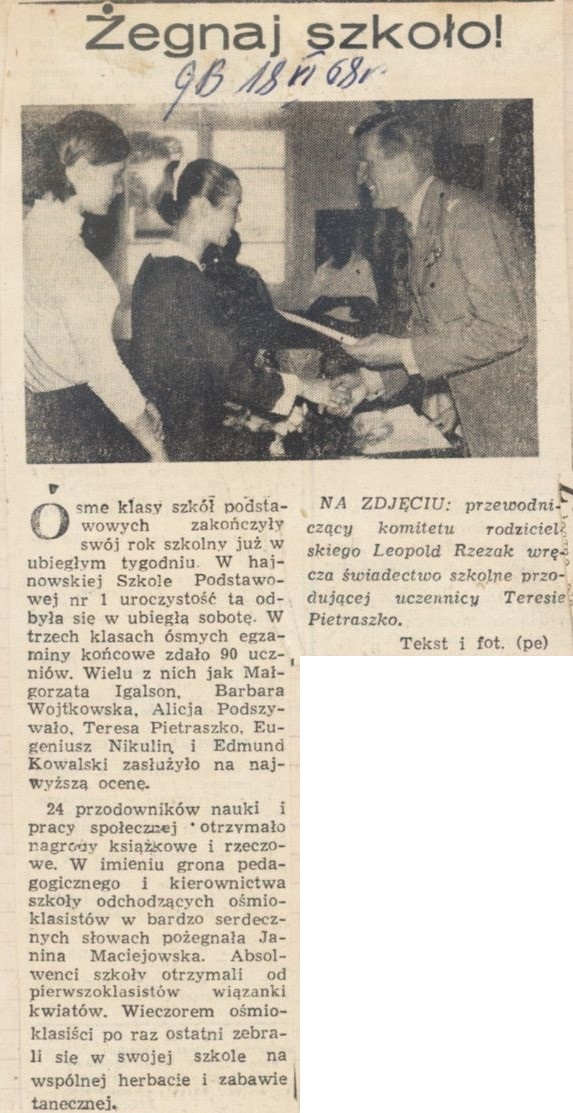 Żegnaj szkoło!
GB 18 VI 68r.
Ósme klasy szkół podsta-
wowych zakończyły
swój rok szkolny już w
ubiegłym tygodniu. W haj-
nowskiej Szkole Podstawo-
wej nr 1 uroczystość ta od-
była się w ubiegłą sobotę. W
trzech klasach ósmych egza-
miny końcowe zdało 90 ucz-
niów. Wielu z nich jak Mał-
gorzata Igalson, Barbara
Wojtkowska, Alicja Podszy-
wało, Teresa Pietraszko, Eu-
geniusz Nikulin i Edmund
Kowalski zasłużyło na naj-
wyższą ocenę.
24 przodowników nauki i
pracy społecznej otrzymało
nagrody książkowe i rzeczo-
we. W imieniu grona peda-
gogicznego i kierownictwa
szkoły odchodzących ośmio-
klasistów w bardzo serdecz-
nych słowach pożegnała Ja-
nina Maciejowska. Absol-
wenci szkoły otrzymali od
pierwszoklasistów wiązanki
kwiatów. Wieczorem ośmio-
klasiści po raz ostatni zebra-
li się w swojej szkole na
wspólnej herbacie i zabawie
tanecznej.
NA ZDJĘCIU: przewodni-
czący komitetu rodziciel-
skiego Leopold Rzezak wrę-
cza świadectwo szkolne przo-
dującej uczennicy Teresie
Pietraszko.
Tekst i fot. (pe)